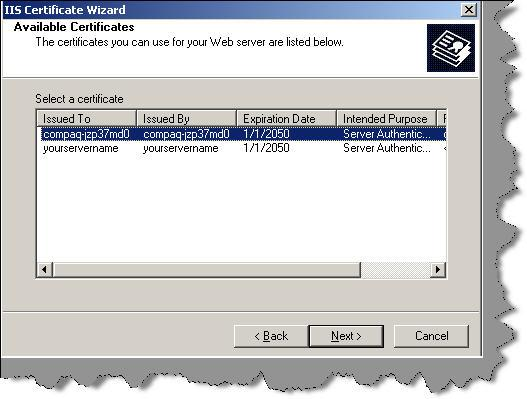 IIS Certificate Wizard
Available Certificates
The certificates you can use for your Web server are listed below.
Select a certificate
Issued To Issued By Expiration Date Intended Purpose
compaq-jzp37md0 compaq-jzp37md0 1/1/2050 Server Authentic...
yourservername yourservername 1/1/2050 Server Authentic...
< Back Next > Cancel